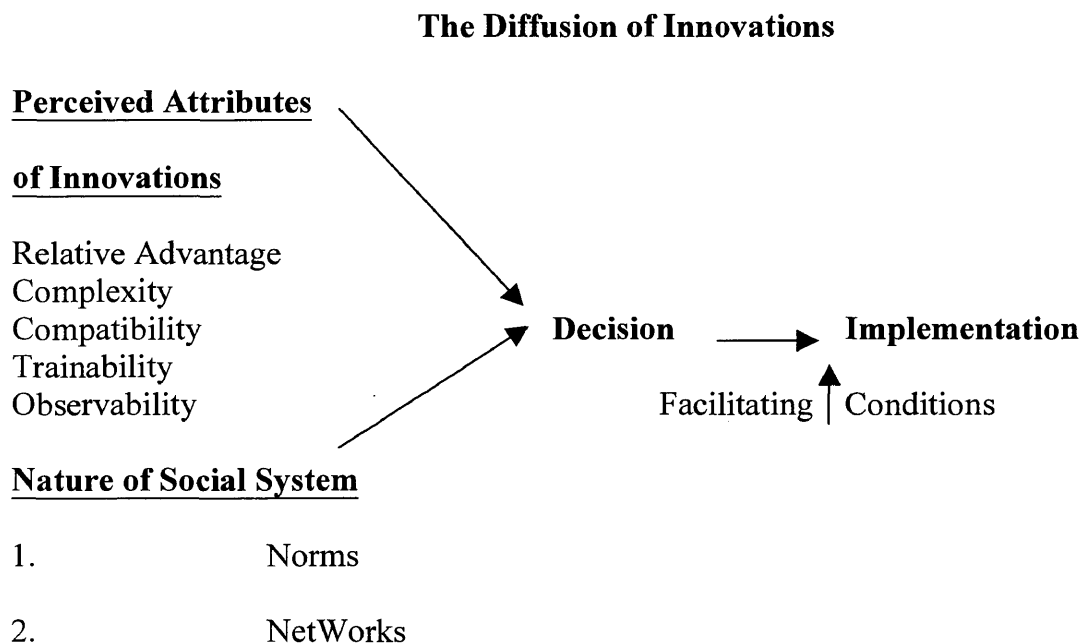 The Diffusion of Innovations
Perceived Attributes
of Innovations
Relative Advantage
Complexity
Compatibility
Trainability
Observability
Decision
Implementation
Facilitating Conditions
Nature of Social System
1. Norms
2. NetWorks